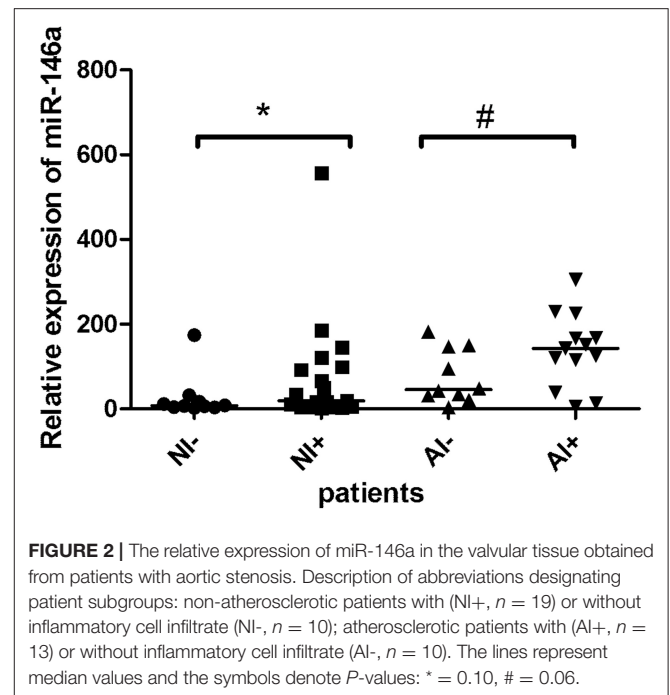 Relative expression of miR-146a
800
600
400
200
0
*
#
NI-
NI+
AI-
AI+
patients
FIGURE 2 | The relative expression of miR-146a in the valvular tissue obtained
from patients with aortic stenosis. Description of abbreviations designating
patient subgroups: non-atherosclerotic patients with (NI+, n = 19) or without
inflammatory cell infiltrate (NI-, n = 10); atherosclerotic patients with (AI+, n =
13) or without inflammatory cell infiltrate (AI-, n = 10). The lines represent
median values and the symbols denote P-values: * = 0.10, # = 0.06.